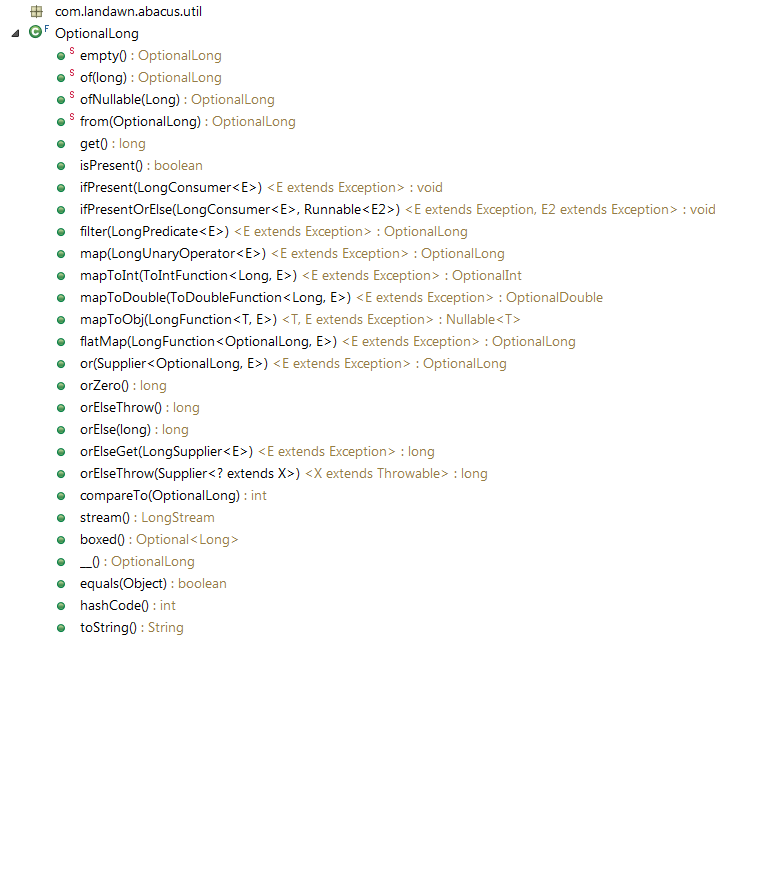 com.landawn.abacus.util
C F OptionalLong
S empty() : OptionalLong
S of(long) : OptionalLong
S ofNullable(Long) : OptionalLong
S from(OptionalLong) : OptionalLong
get() : long
isPresent() : boolean
ifPresent(LongConsumer<E>) <E extends Exception> : void
ifPresentOrElse(LongConsumer<E>, Runnable<E2>) <E extends Exception, E2 extends Exception> : void
filter(LongPredicate<E>) <E extends Exception> : OptionalLong
map(LongUnaryOperator<E>) <E extends Exception> : OptionalLong
mapToInt(ToIntFunction<Long, E>) <E extends Exception> : OptionalInt
mapToDouble(ToDoubleFunction<Long, E>) <E extends Exception> : OptionalDouble
mapToObj(LongFunction<T, E>) <T, E extends Exception> : Nullable<T>
flatMap(LongFunction<OptionalLong, E>) <E extends Exception> : OptionalLong
or(Supplier<OptionalLong, E>) <E extends Exception> : OptionalLong
orZero() : long
orElseThrow() : long
orElse(long) : long
orElseGet(LongSupplier<E>) <E extends Exception> : long
orElseThrow(Supplier<? extends X>) <X extends Throwable> : long
compareTo(OptionalLong) : int
stream() : LongStream
boxed() : Optional<Long>
__() : OptionalLong
equals(Object) : boolean
hashCode() : int
toString() : String